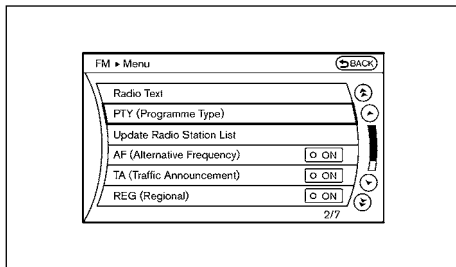 FM ▸ Menu
BACK
Radio Text
PTY (Programme Type)
Update Radio Station List
AF (Alternative Frequency) ON
TA (Traffic Announcement) ON
REG (Regional) ON
2/7